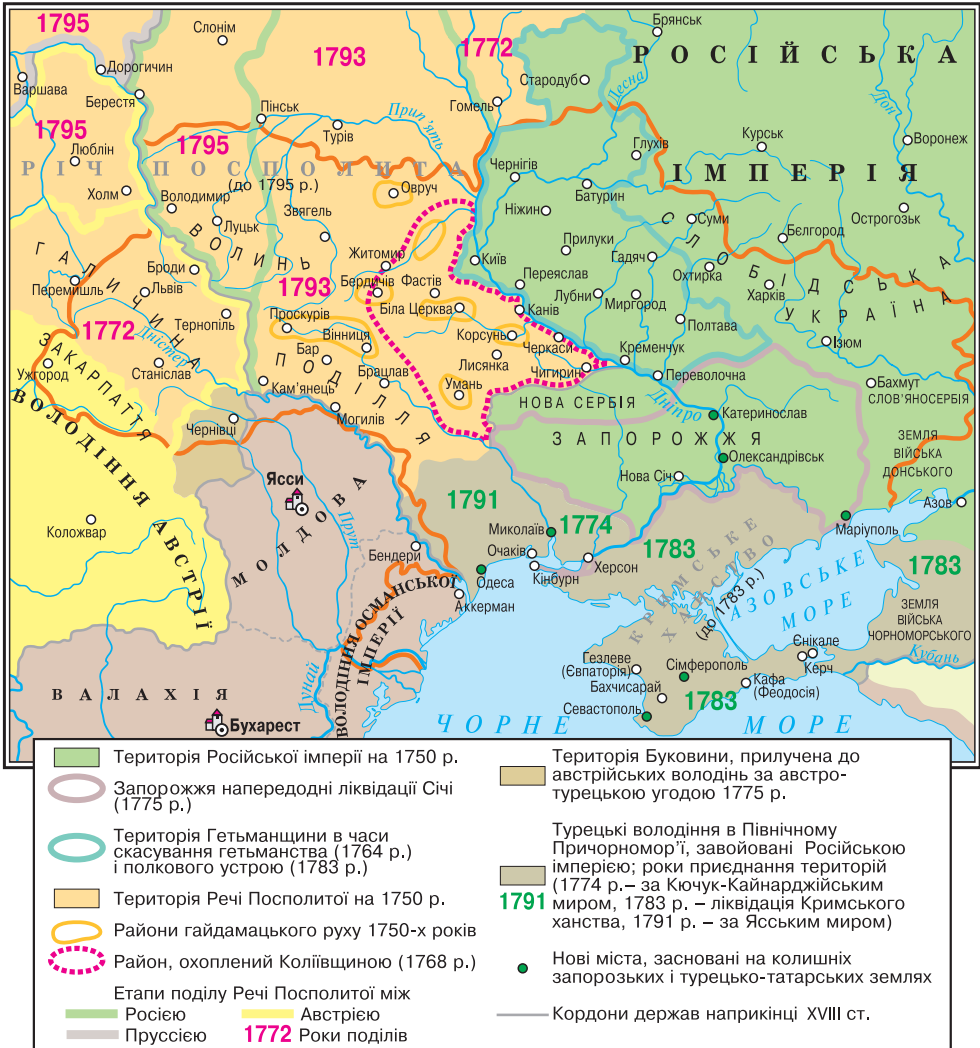 1795
Слонім
1793
1772
Брянськ
РОСІЙСЬКА
Дорогичин
Варшава
Берестя
Стародуб
Десна
Дон
Гомель
Пінськ
Прип'ять
Турів
1795
1795
Люблін
РІЧ ПОСПОЛИТА
(до 1795 р.)
Глухів
Курськ
Воронеж
Чернігів
ІМПЕРІЯ
Холм
Володимир
Овруч
Батурин
Ніжин
Звягель
Луцьк
ВОЛИНЬ
Суми
Острогозьк
Бєлгород
СЛОБІДСЬКА
УКРАЇНА
Прилуки
Гадяч
Охтирка
Київ
Житомир
ГАЛИЧИНА
Броди
Перемишль
Львів
1793
Бердичів
Фастів
Переяслав
Лубни
Миргород
Харків
Біла Церква
Канів
Полтава
Тернопіль
Проскурів
Вінниця
Корсунь
Черкаси
Ізюм
1772
Дністер
ЗАКАРПАТТЯ
Станіслав
Бар
ПОДІЛЛЯ
Лисянка
Чигирин
Кременчук
Ужгород
Брацлав
Умань
Переволочна
Бахмут
СЛОВ'ЯНОСЕРБІЯ
Кам'янець
Могилів
НОВА СЕРБІЯ
Дніпро
Катеринослав
Чернівці
ВОЛОДІННЯ АВСТРІЇ
ЗАПОРОЖЖЯ
ЗЕМЛЯ
ВІЙСЬКА
ДОНСЬКОГО
Олександрівськ
Нова Січ
Ясси
МОЛДОВА
Прут
1791
Азов
Коложвар
Миколаїв
1774
Маріуполь
Бендери
Очаків
1783
Херсон
КРИМСЬКЕ
ХАНСТВО
(до 1783 р.)
1783
Одеса
Кінбурн
АЗОВСЬКЕ
МОРЕ
Аккерман
ВОЛОДІННЯ ОСМАНСЬКОЇ
ІМПЕРІЇ
ЗЕМЛЯ
ВІЙСЬКА
ЧОРНОМОРСЬКОГО
Єнікале
Кубань
Керч
Гезлеве
(Євпаторія)
Сімферополь
Дунай
ВАЛАХІЯ
Бахчисарай
Кафа
(Феодосія)
1783
Севастополь
Бухарест
ЧОРНЕ МОРЕ
Територія Російської імперії на 1750 р.
Запорожжя напередодні ліквідації Січі
(1775 р.)
Територія Гетьманщини в часи
скасування гетьманства (1764 р.)
і полкового устрою (1783 р.)
Територія Речі Посполитої на 1750 р.
Райони гайдамацького руху 1750-х років
Район, охоплений Коліївщиною (1768 р.)
Етапи поділу Речі Посполитої між
Росією
Австрією
Пруссією
1772 Роки поділів
Територія Буковини, прилучена до
австрійських володінь за австро-
турецькою угодою 1775 р.
Турецькі володіння в Північному
Причорномор'ї, завойовані Російською
імперією; роки приєднання територій
(1774 р.– за Кючук-Кайнарджійським
1791 миром, 1783 р. – ліквідація Кримського
ханства, 1791 р. – за Ясським миром)
Нові міста, засновані на колишніх
запорозьких і турецько-татарських землях
Кордони держав наприкінці XVIII ст.